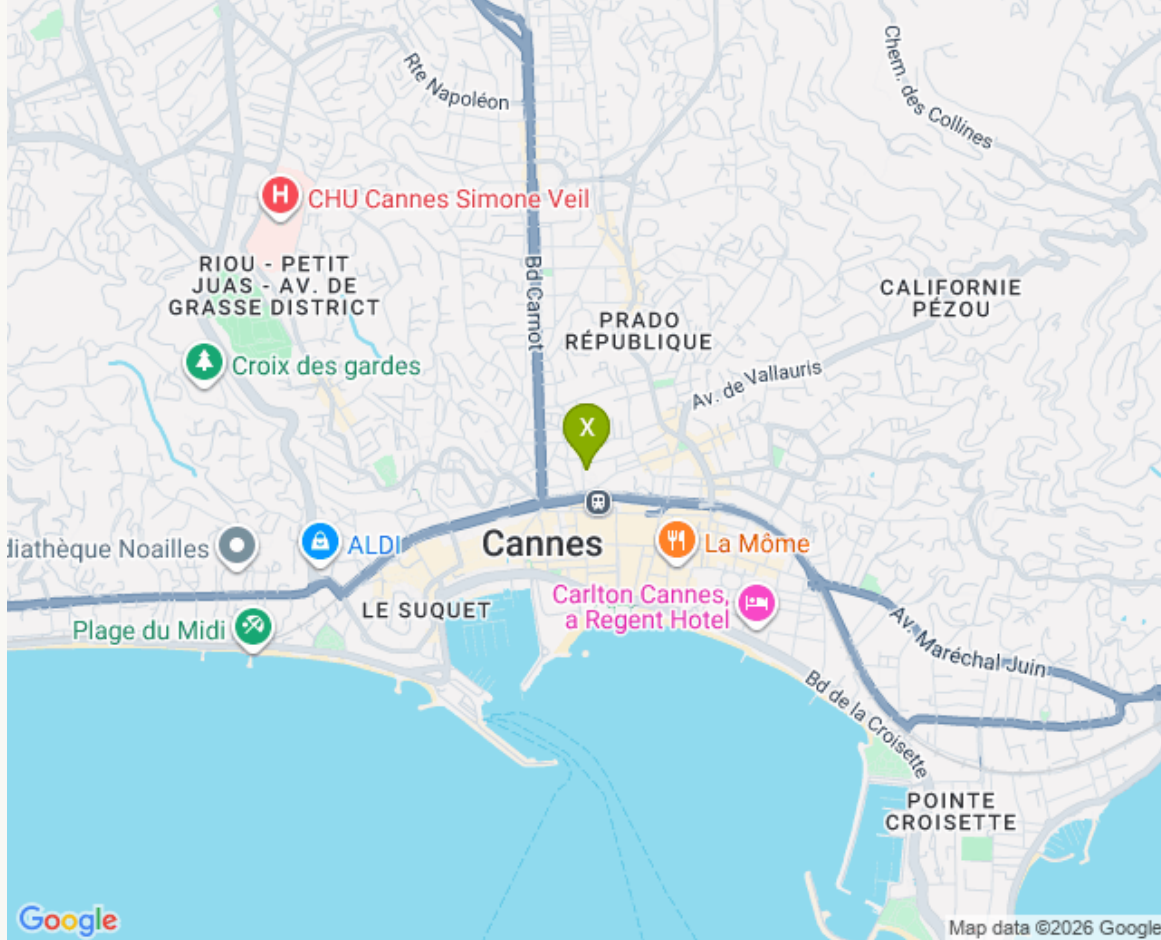 Rte Napoléon
Chem. des Collines
H
CHU Cannes Simone Veil
Bd Carnot
RIOU - PETIT
JUAS - AV. DE
GRASSE DISTRICT
CALIFORNIE
PÉZOU
PRADO
RÉPUBLIQUE
Croix des gardes
Av. de Vallauris
X
diathèque Noailles
ALDI
Cannes
La Môme
Carlton Cannes,
a Regent Hotel
LE SUQUET
Plage du Midi
Av. Maréchal Juin
Bd de la Croisette
POINTE
CROISETTE
Google
Map data ©2026 Google